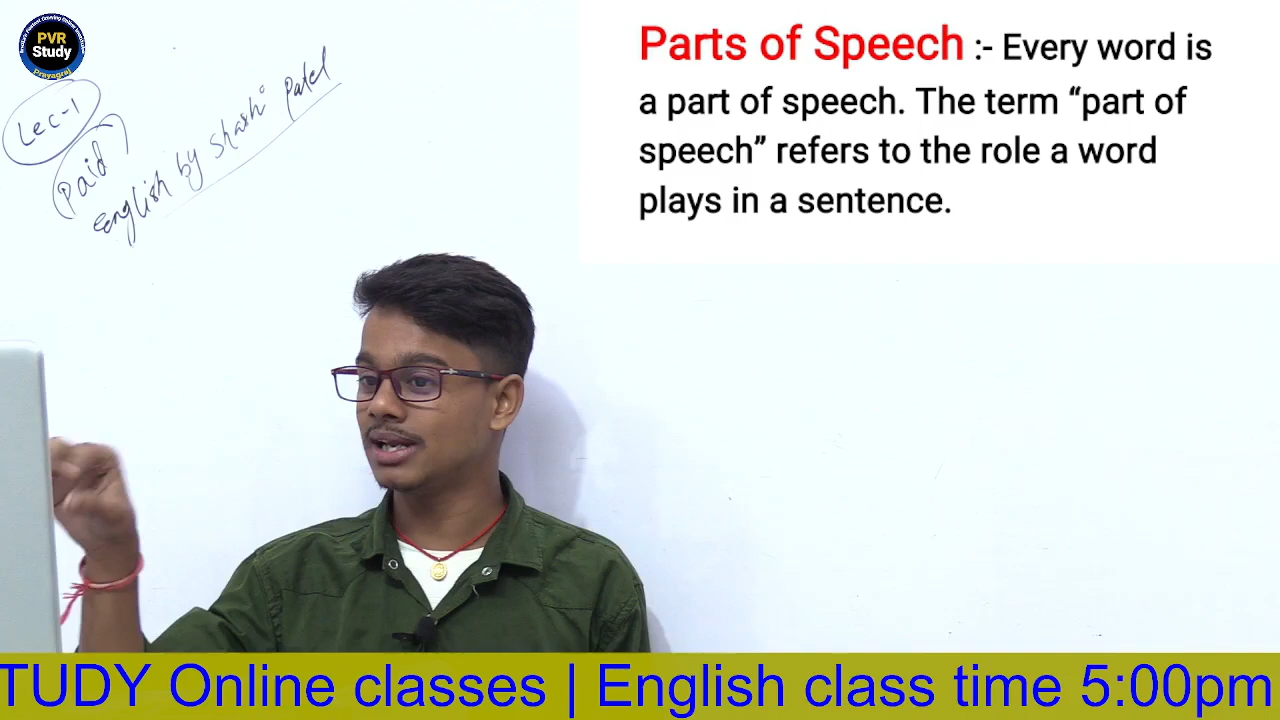 PVR
Study
Prayagraj
Lec-1
Paid
English by Shashi Patel
Parts of Speech :- Every word is
a part of speech. The term “part of
speech” refers to the role a word
plays in a sentence.
TUDY Online classes | English class time 5:00pm